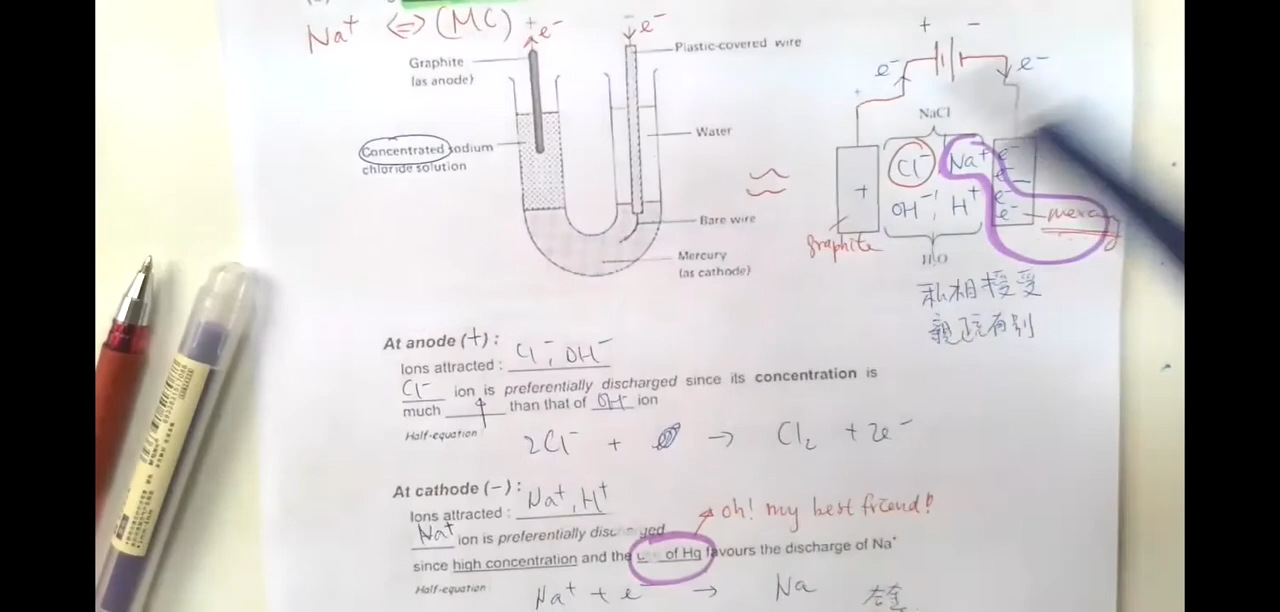 Na⁺ ⇔ (MC)
+ e⁻
− e⁻
Graphite
(as anode)
Plastic-covered wire
Concentrated sodium
chloride solution
Water
Bare wire
Mercury
(as cathode)
+ −
e⁻ e⁻
NaCl
+ Cl⁻ Na⁺ e⁻
e⁻
OH⁻, H⁺ e⁻
e⁻
graphite
H₂O
私相授受
親疏有別
At anode (+) :
Ions attracted : Cl⁻, OH⁻
Cl⁻ ion is preferentially discharged since its concentration is
much ↑ than that of OH⁻ ion
Half-equation 2Cl⁻ + → Cl₂ + 2e⁻
At cathode (−) :
Ions attracted : Na⁺, H⁺
oh! my best friend!
Na⁺ ion is preferentially
since high concentration and the of Hg favours the discharge of Na⁺
Half-equation Na⁺ + e → Na